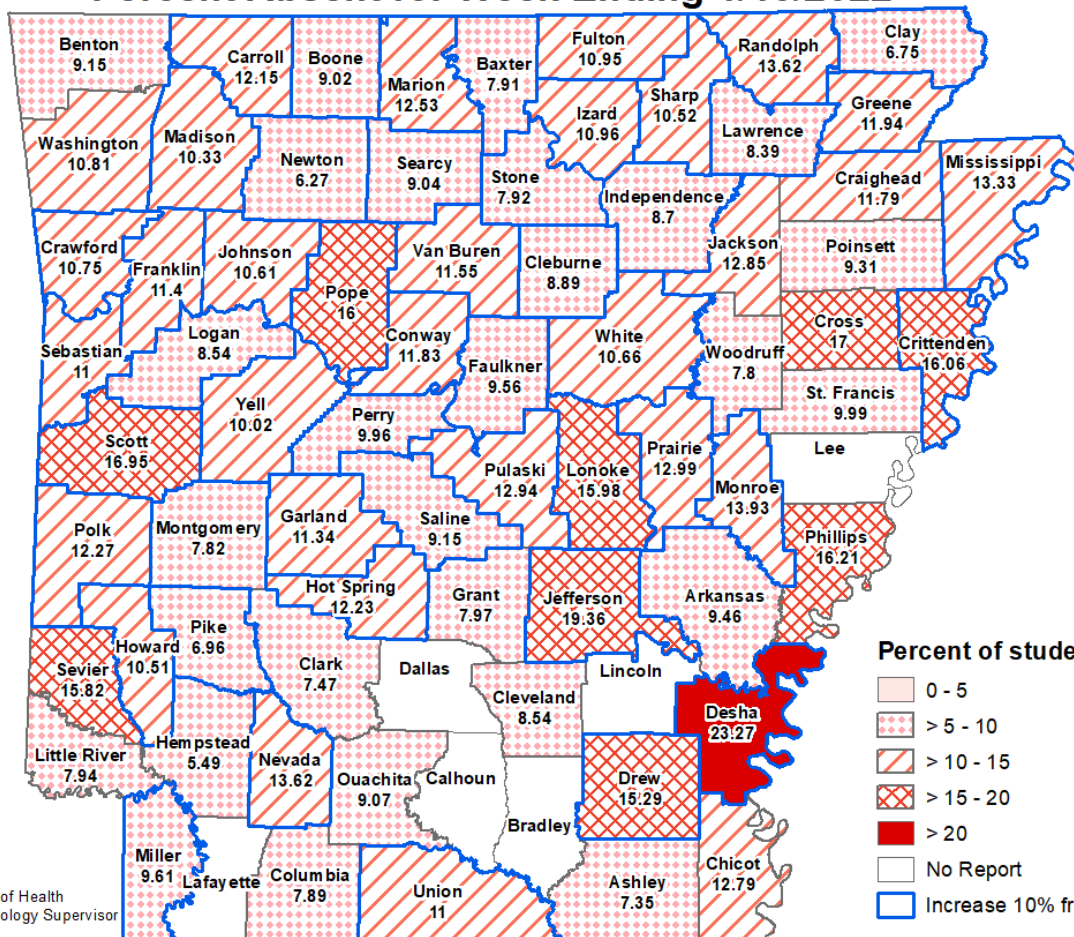 Benton
9.15
Carroll
12.15
Boone
9.02
Marion
12.53
Baxter
7.91
Fulton
10.95
Randolph
13.62
Clay
6.75
Washington
10.81
Madison
10.33
Newton
6.27
Searcy
9.04
Stone
7.92
Izard
10.96
Sharp
10.52
Lawrence
8.39
Greene
11.94
Independence
8.7
Craighead
11.79
Mississippi
13.33
Crawford
10.75
Franklin
11.4
Johnson
10.61
Pope
16
Van Buren
11.55
Cleburne
8.89
Jackson
12.85
Poinsett
9.31
Sebastian
11
Logan
8.54
Conway
11.83
Faulkner
9.56
White
10.66
Woodruff
7.8
Cross
17
Crittenden
16.06
St. Francis
9.99
Scott
16.95
Yell
10.02
Perry
9.96
Pulaski
12.94
Lonoke
15.98
Prairie
12.99
Monroe
13.93
Lee
Polk
12.27
Montgomery
7.82
Garland
11.34
Saline
9.15
Phillips
16.21
Hot Spring
12.23
Grant
7.97
Jefferson
19.36
Arkansas
9.46
Sevier
15.82
Howard
10.51
Pike
6.96
Clark
7.47
Dallas
Cleveland
8.54
Lincoln
Desha
23.27
Little River
7.94
Hempstead
5.49
Nevada
13.62
Ouachita
9.07
Calhoun
Bradley
Drew
15.29
Miller
9.61
Lafayette
Columbia
7.89
Union
11
Ashley
7.35
Chicot
12.79
Percent of stude
0 - 5
> 5 - 10
> 10 - 15
> 15 - 20
> 20
No Report
Increase 10% fr
of Health
ology Supervisor